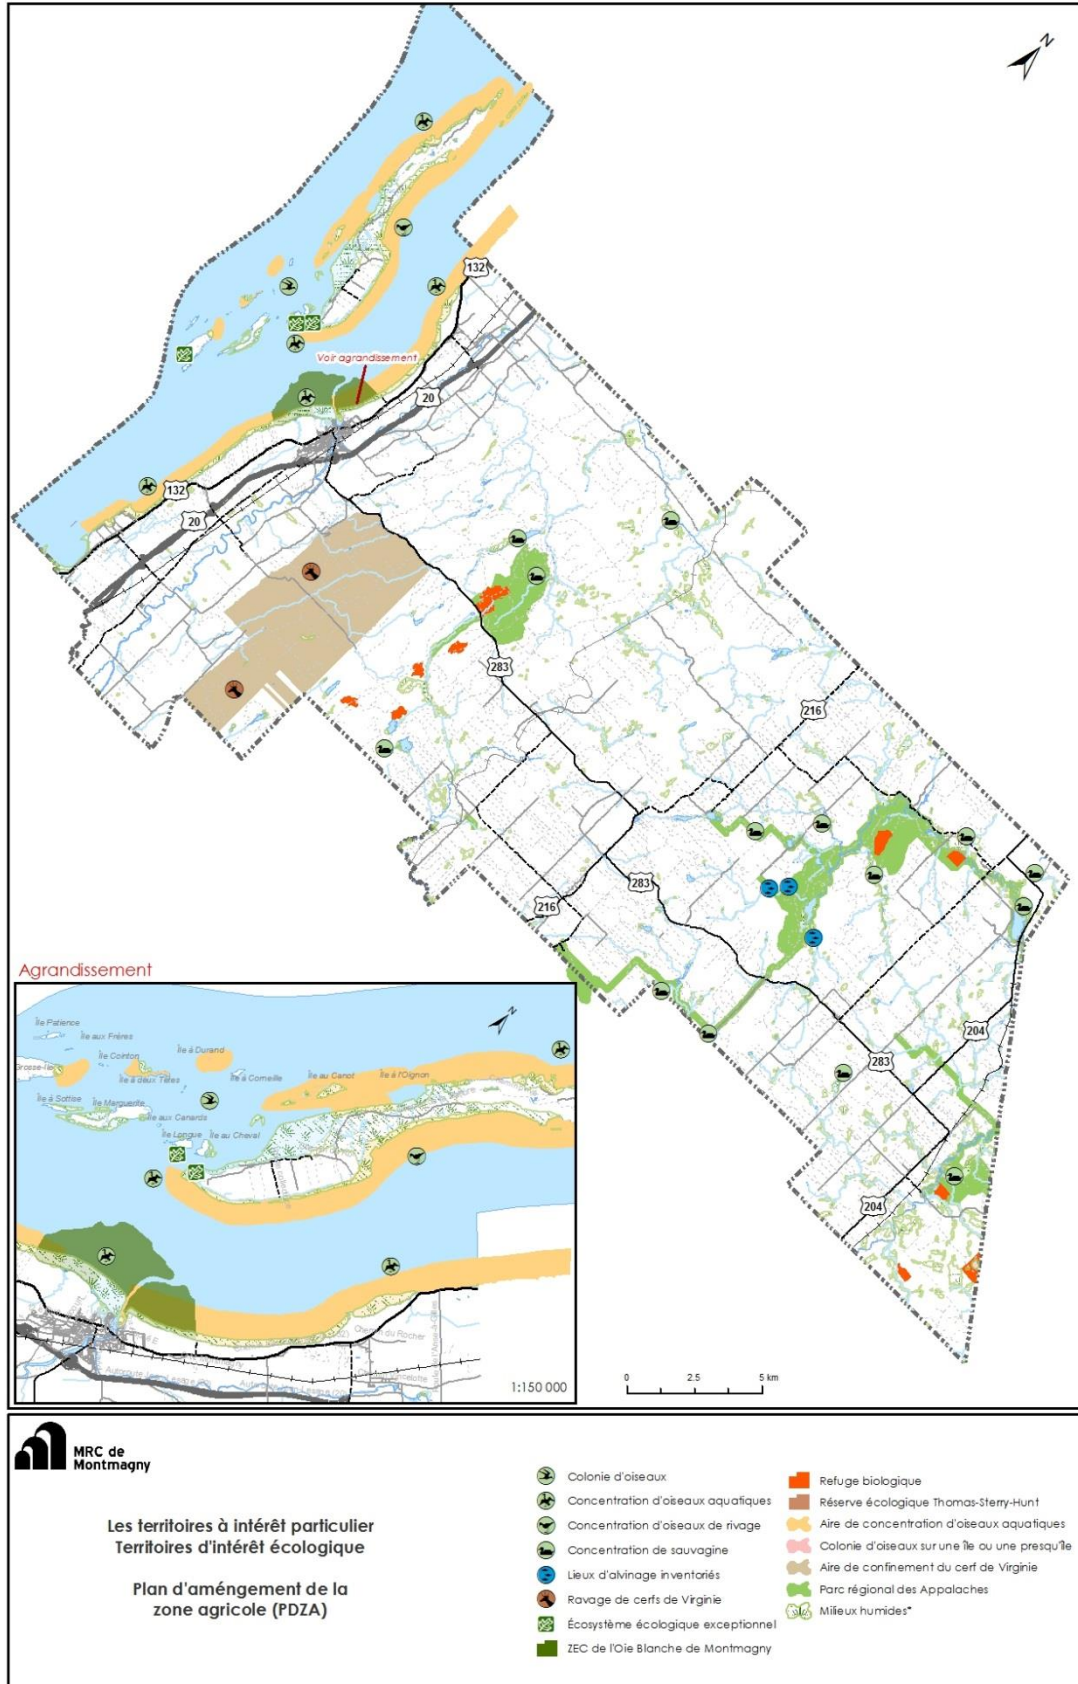 N
132
Voir agrandissement
20
132
20
283
216
283
216
204
283
204
Agrandissement
N
Île Patience
Île aux Frères
Île à Durand
Île Cointon
Grosse-Île
Île à deux Têtes
Île à Corneille
Île au Canot
Île à l'Oignon
Île à Sottise
Île Marguerite
Île aux Canards
Île Longue
Île au Cheval
Chemin du Rocher
1:150 000
0 2.5 5 km
MRC de
Montmagny
Les territoires à intérêt particulier
Territoires d'intérêt écologique
Plan d'améngement de la
zone agricole (PDZA)
Colonie d'oiseaux
Concentration d'oiseaux aquatiques
Concentration d'oiseaux de rivage
Concentration de sauvagine
Lieux d'alvinage inventoriés
Ravage de cerfs de Virginie
Écosystème écologique exceptionnel
ZEC de l'Oie Blanche de Montmagny
Refuge biologique
Réserve écologique Thomas-Sterry-Hunt
Aire de concentration d'oiseaux aquatiques
Colonie d'oiseaux sur une île ou une presqu'île
Aire de confinement du cerf de Virginie
Parc régional des Appalaches
Milieux humides*